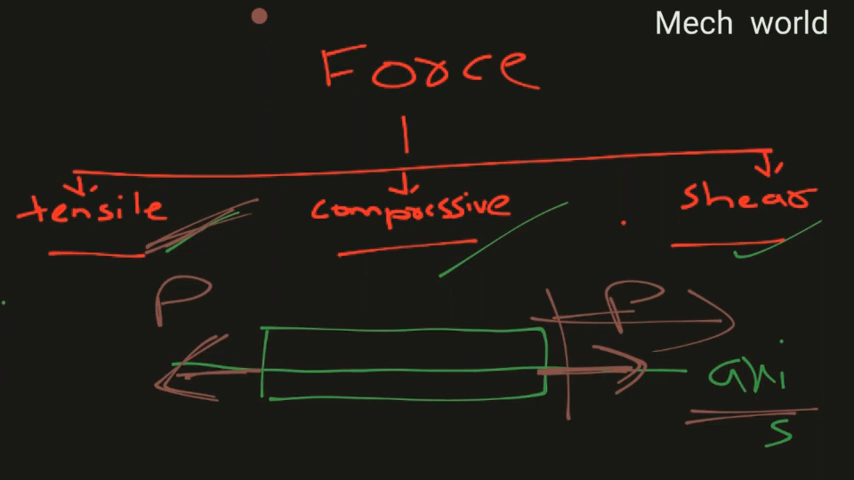 Mech world
Force
tensile compressive shear
P P
axi
s